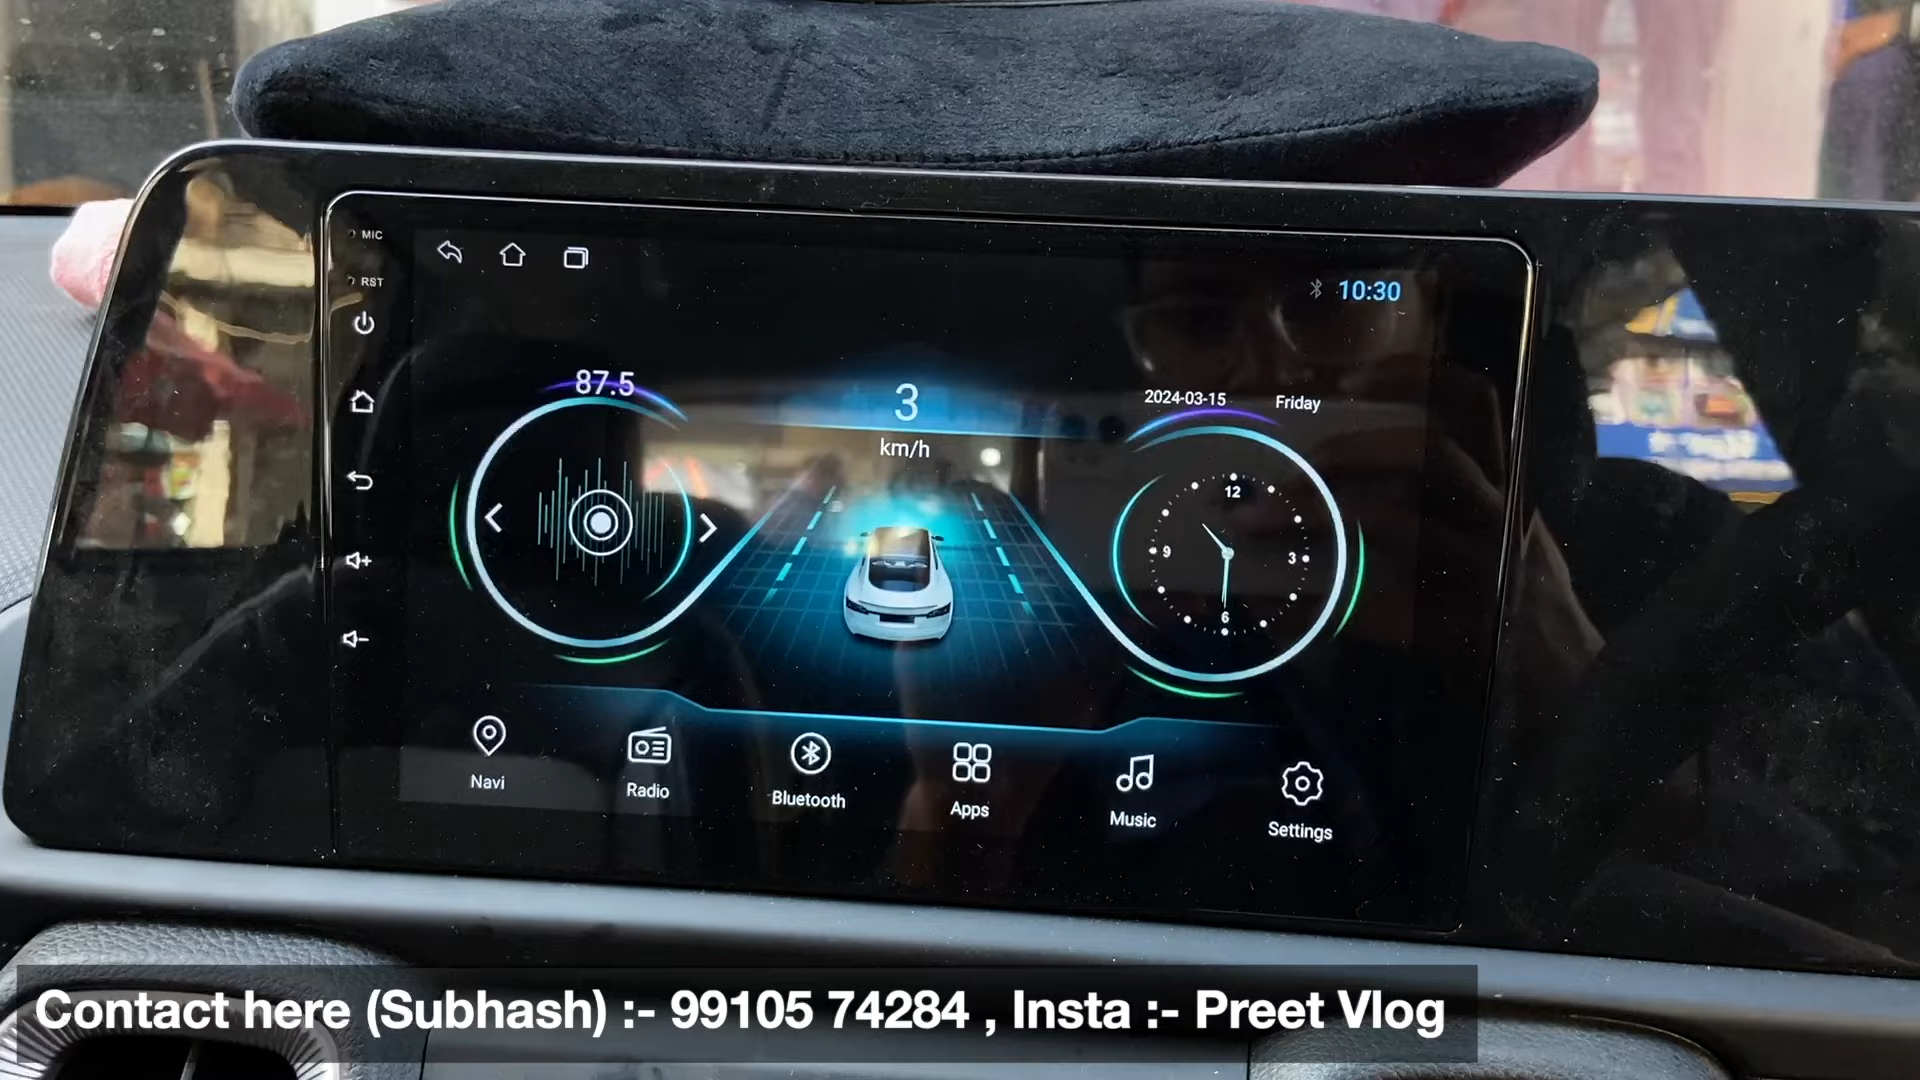 MIC
RST
10:30
87.5
3
km/h
2024-03-15 Friday
12
9
3
6
Navi
Radio
Bluetooth
Apps
Music
Settings
Contact here (Subhash) :- 99105 74284 , Insta :- Preet Vlog